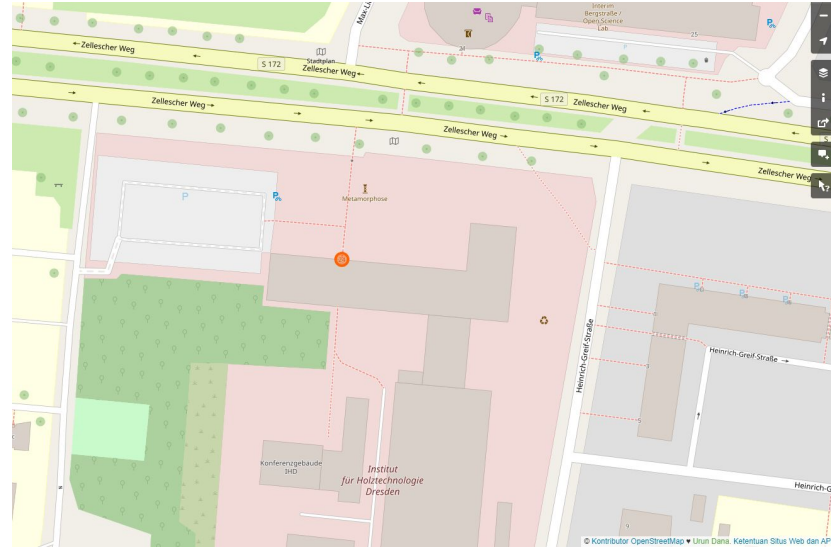 Interim
Bergstraße /
Open Science
Lab
25
Stadtplan
Zellescher Weg
S 172
Zellescher Weg
S 172
Zellescher Weg
Zellescher Weg
Zellescher Weg
Zellescher Weg
P
Metamorphose
Heinrich-Greif-Straße
Heinrich-Greif-Straße
Konferenzgebäude
IHD
Institut
für Holztechnologie
Dresden
9
© Kontributor OpenStreetMap ♥ Urun Dana. Ketentuan Situs Web dan AP